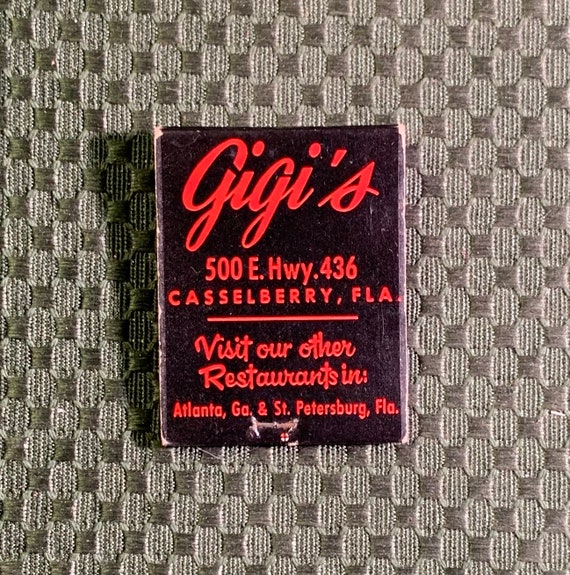 Gigi's
500 E. Hwy. 436
CASSELBERRY, FLA.
Visit our other
Restaurants in:
Atlanta, Ga. & St. Petersburg, Fla.